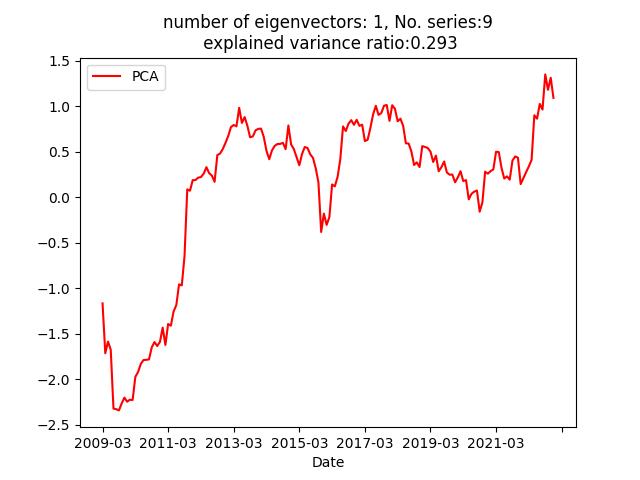 number of eigenvectors: 1, No. series:9
explained variance ratio:0.293
PCA
1.5
1.0
0.5
0.0
−0.5
−1.0
−1.5
−2.0
−2.5
2009-03 2011-03 2013-03 2015-03 2017-03 2019-03 2021-03
Date